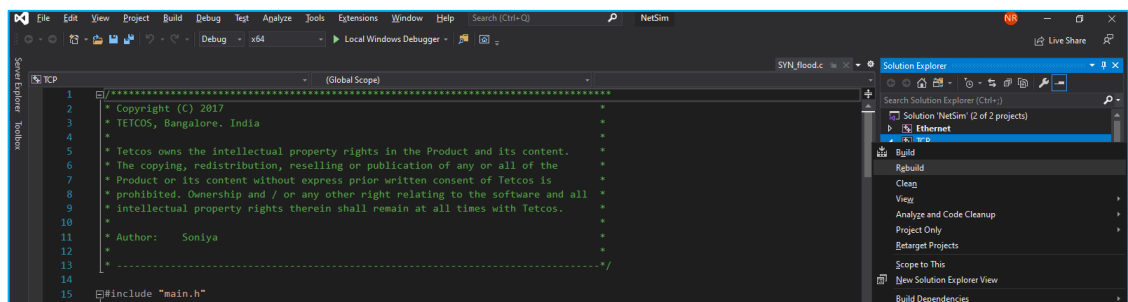 File Edit View Project Build Debug Test Analyze Tools Extensions Window Help Search (Ctrl+Q) NetSim NR
Debug x64 Local Windows Debugger Live Share
Server Explorer
Toolbox
SYN_flood.c
TCP (Global Scope)
1 /******************************************************************************
2 * Copyright (C) 2017 *
3 * TETCOS, Bangalore. India *
4 * *
5 * Tetcos owns the intellectual property rights in the Product and its content. *
6 * The copying, redistribution, reselling or publication of any or all of the *
7 * Product or its content without express prior written consent of Tetcos is *
8 * prohibited. Ownership and / or any other right relating to the software and all *
9 * intellectual property rights therein shall remain at all times with Tetcos. *
10 * *
11 * Author: Soniya *
12 * *
13 * ---------------------------------------------------------------------------------*/
14
15 #include "main.h"
Solution Explorer
Search Solution Explorer (Ctrl+;)
Solution 'NetSim' (2 of 2 projects)
Ethernet
TCP
Build
Rebuild
Clean
View
Analyze and Code Cleanup
Project Only
Retarget Projects
Scope to This
New Solution Explorer View
Build Dependencies